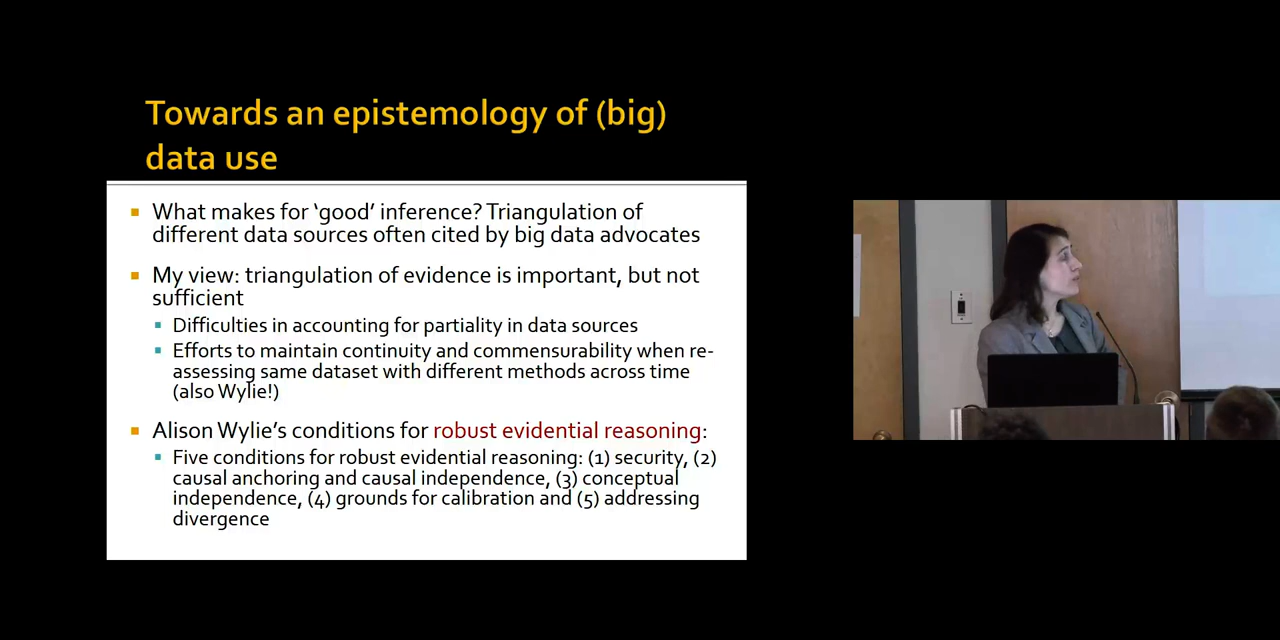 Towards an epistemology of (big)
data use
What makes for ‘good’ inference? Triangulation of
different data sources often cited by big data advocates
My view: triangulation of evidence is important, but not
sufficient
Difficulties in accounting for partiality in data sources
Efforts to maintain continuity and commensurability when re-
assessing same dataset with different methods across time
(also Wylie!)
Alison Wylie’s conditions for robust evidential reasoning:
Five conditions for robust evidential reasoning: (1) security, (2)
causal anchoring and causal independence, (3) conceptual
independence, (4) grounds for calibration and (5) addressing
divergence